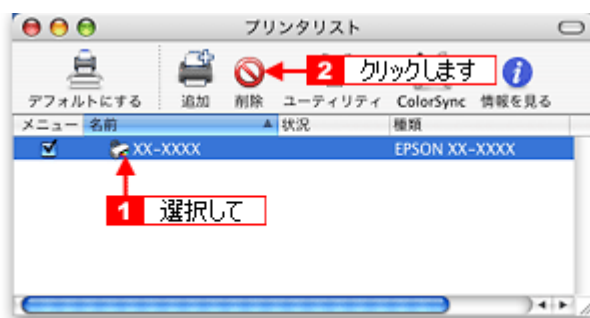 プリンタリスト
2 クリックします
デフォルトにする 追加 削除 ユーティリティ ColorSync 情報を見る
メニュー 名前 状況 種類
XX-XXXX EPSON XX-XXXX
1 選択して